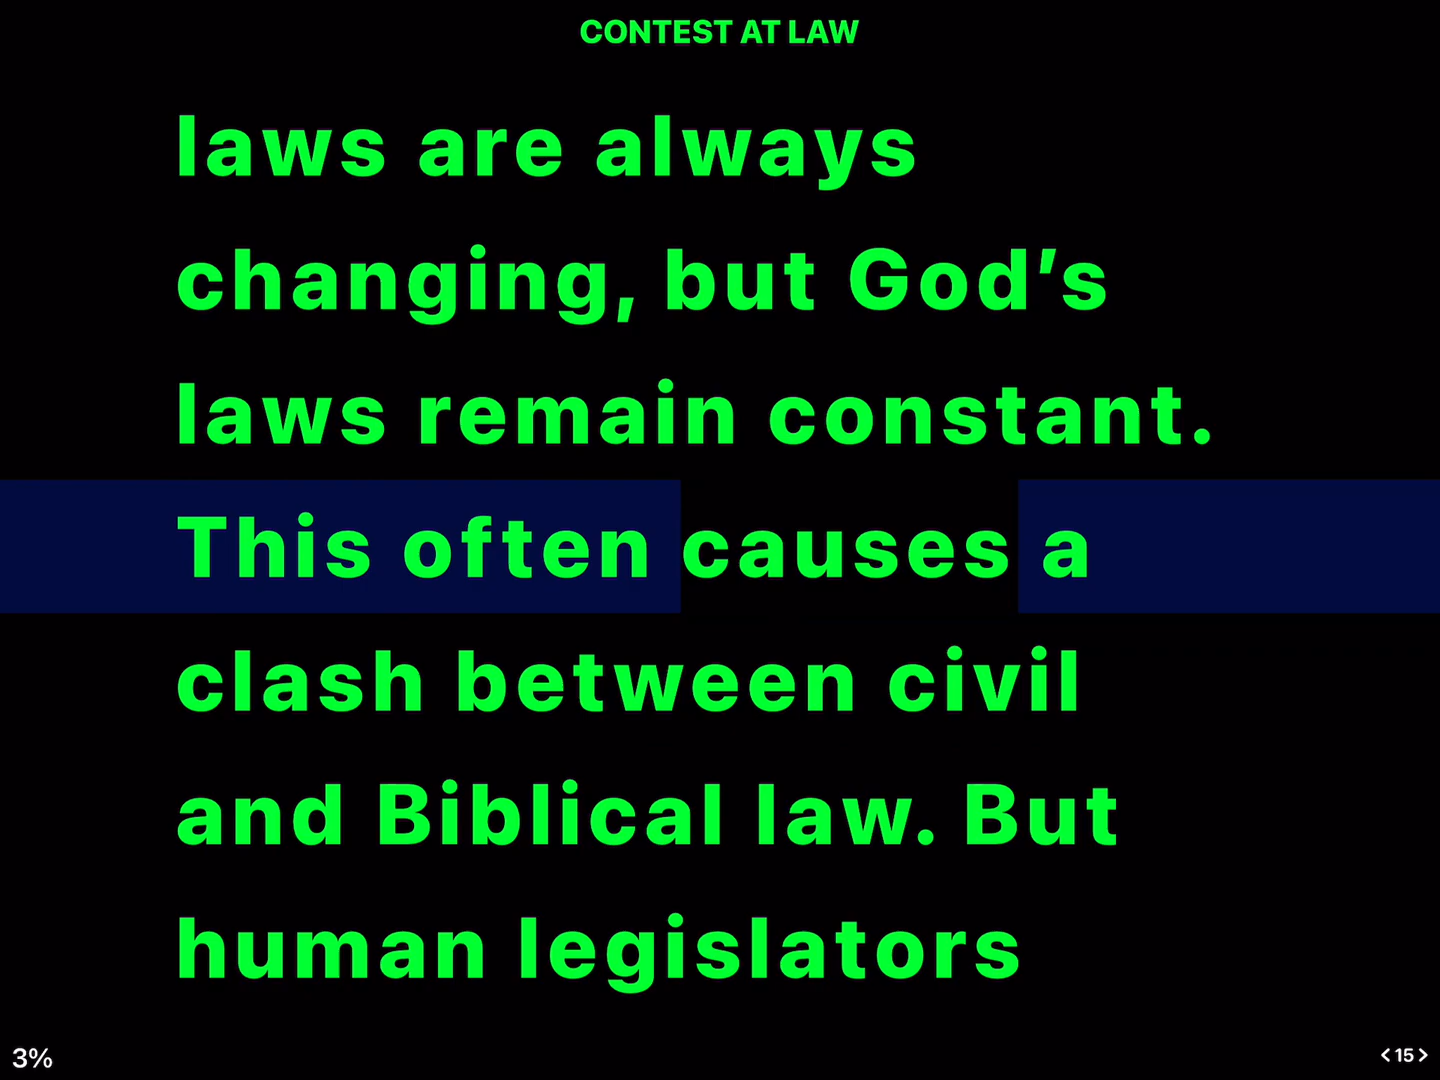 CONTEST AT LAW
laws are always
changing, but God’s
laws remain constant.
This often causes a
clash between civil
and Biblical law. But
human legislators
3%
<15>